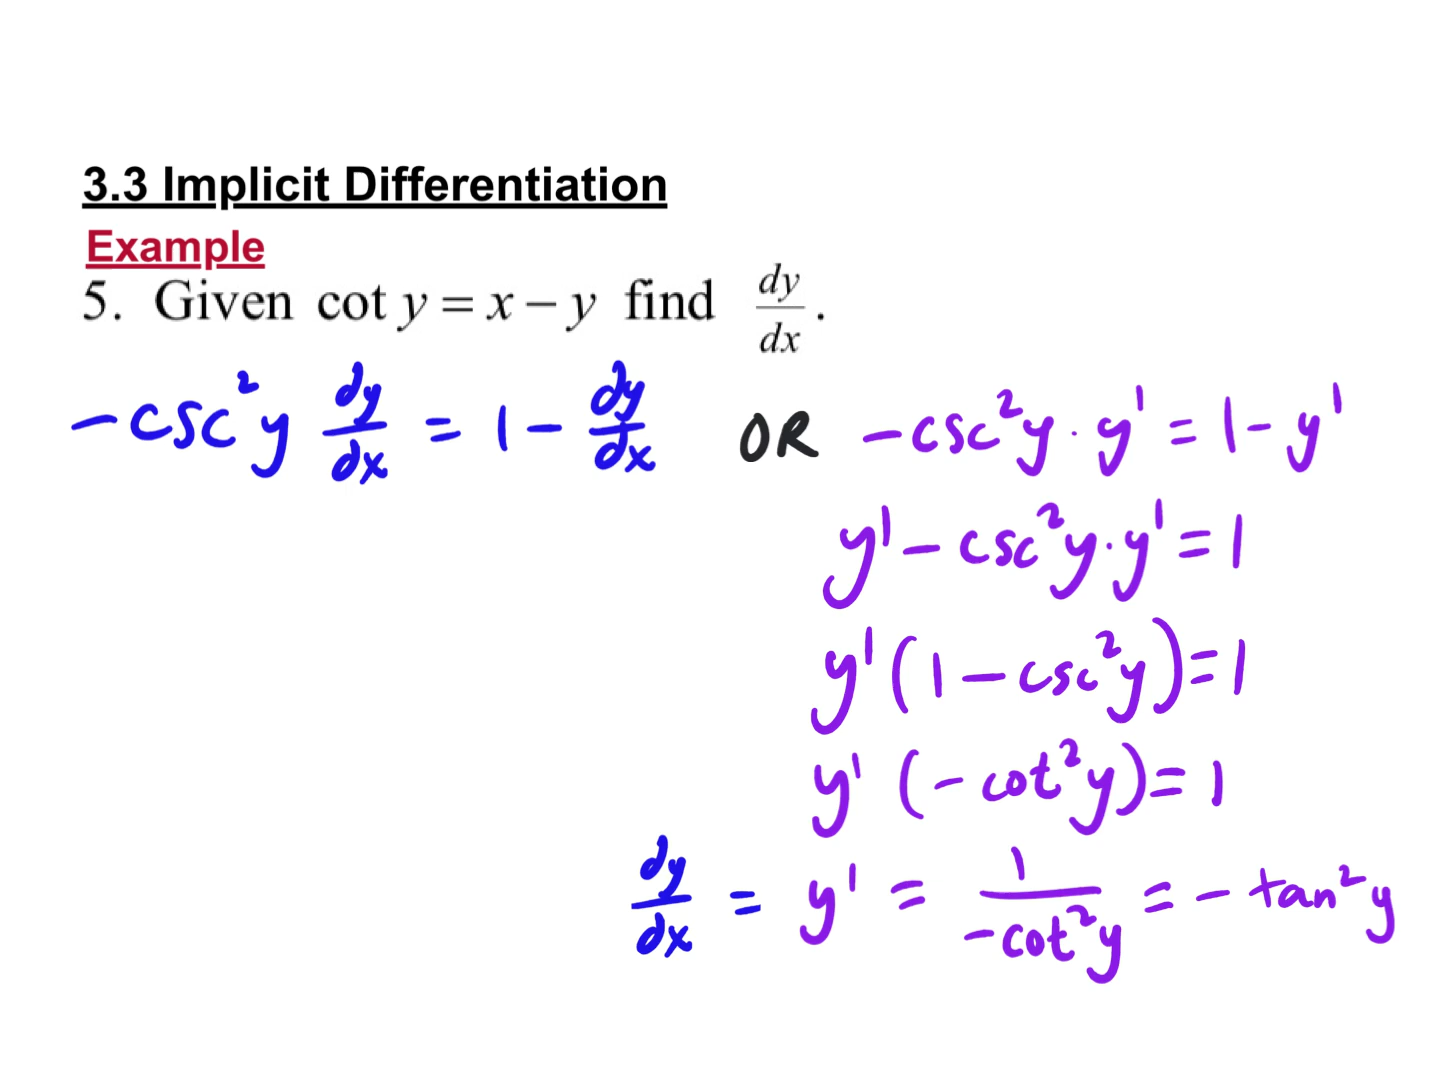 3.3 Implicit Differentiation
Example
5. Given cot y = x − y find dy/dx.
-csc²y dy/dx = 1 - dy/dx OR -csc²y · y' = 1 - y'
y' - csc²y · y' = 1
y'(1 - csc²y) = 1
y'(-cot²y) = 1
dy/dx = y' = 1/-cot²y = -tan²y